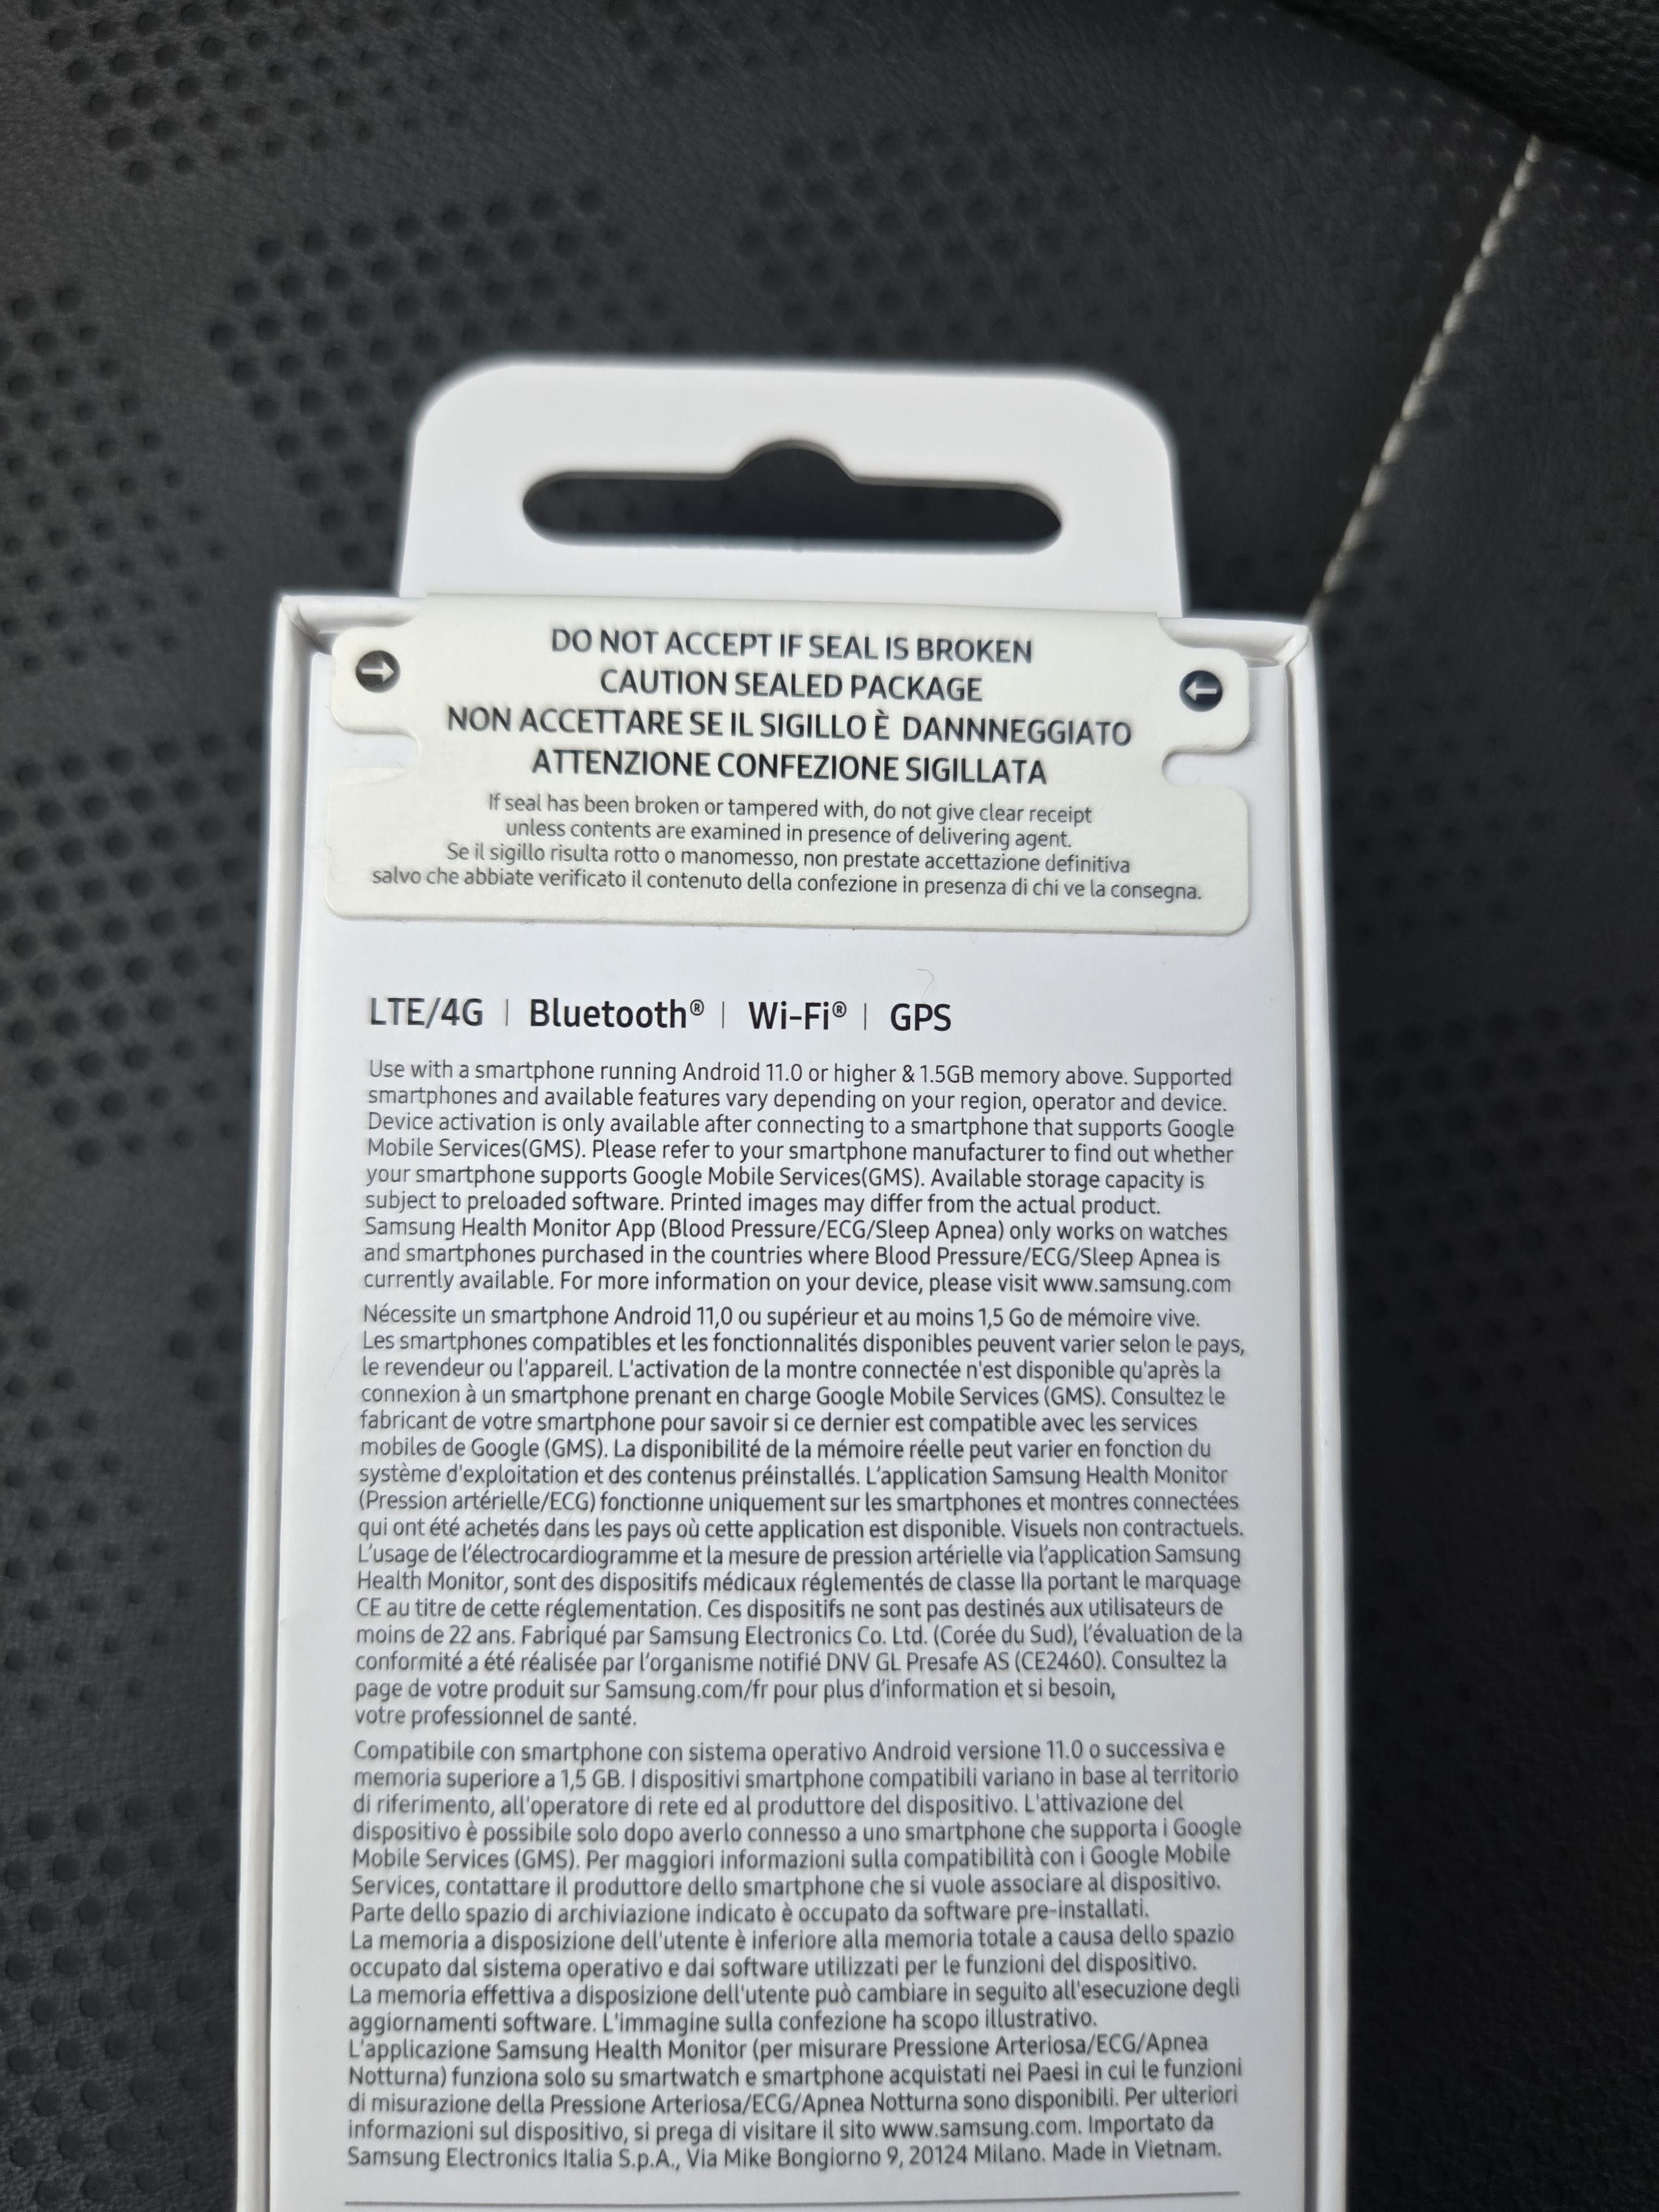 DO NOT ACCEPT IF SEAL IS BROKEN
CAUTION SEALED PACKAGE
NON ACCETTARE SE IL SIGILLO È DANNNEGGIATO
ATTENZIONE CONFEZIONE SIGILLATA
If seal has been broken or tampered with, do not give clear receipt
unless contents are examined in presence of delivering agent.
Se il sigillo risulta rotto o manomesso, non prestate accettazione definitiva
salvo che abbiate verificato il contenuto della confezione in presenza di chi ve la consegna.
LTE/4G | Bluetooth® | Wi-Fi® | GPS
Use with a smartphone running Android 11.0 or higher & 1.5GB memory above. Supported
smartphones and available features vary depending on your region, operator and device.
Device activation is only available after connecting to a smartphone that supports Google
Mobile Services(GMS). Please refer to your smartphone manufacturer to find out whether
your smartphone supports Google Mobile Services(GMS). Available storage capacity is
subject to preloaded software. Printed images may differ from the actual product.
Samsung Health Monitor App (Blood Pressure/ECG/Sleep Apnea) only works on watches
and smartphones purchased in the countries where Blood Pressure/ECG/Sleep Apnea is
currently available. For more information on your device, please visit www.samsung.com
Nécessite un smartphone Android 11,0 ou supérieur et au moins 1,5 Go de mémoire vive.
Les smartphones compatibles et les fonctionnalités disponibles peuvent varier selon le pays,
le revendeur ou l'appareil. L'activation de la montre connectée n'est disponible qu'après la
connexion à un smartphone prenant en charge Google Mobile Services (GMS). Consultez le
fabricant de votre smartphone pour savoir si ce dernier est compatible avec les services
mobiles de Google (GMS). La disponibilité de la mémoire réelle peut varier en fonction du
système d'exploitation et des contenus préinstallés. L'application Samsung Health Monitor
(Pression artérielle/ECG) fonctionne uniquement sur les smartphones et montres connectées
qui ont été achetés dans les pays où cette application est disponible. Visuels non contractuels.
L'usage de l'électrocardiogramme et la mesure de pression artérielle via l'application Samsung
Health Monitor, sont des dispositifs médicaux réglementés de classe IIa portant le marquage
CE au titre de cette réglementation. Ces dispositifs ne sont pas destinés aux utilisateurs de
moins de 22 ans. Fabriqué par Samsung Electronics Co. Ltd. (Corée du Sud), l'évaluation de la
conformité a été réalisée par l'organisme notifié DNV GL Presafe AS (CE2460). Consultez la
page de votre produit sur Samsung.com/fr pour plus d'information et si besoin,
votre professionnel de santé.
Compatibile con smartphone con sistema operativo Android versione 11.0 o successiva e
memoria superiore a 1,5 GB. I dispositivi smartphone compatibili variano in base al territorio
di riferimento, all'operatore di rete ed al produttore del dispositivo. L'attivazione del
dispositivo è possibile solo dopo averlo connesso a uno smartphone che supporta i Google
Mobile Services (GMS). Per maggiori informazioni sulla compatibilità con i Google Mobile
Services, contattare il produttore dello smartphone che si vuole associare al dispositivo.
Parte dello spazio di archiviazione indicato è occupato da software pre-installati.
La memoria a disposizione dell'utente è inferiore alla memoria totale a causa dello spazio
occupato dal sistema operativo e dai software utilizzati per le funzioni del dispositivo.
La memoria effettiva a disposizione dell'utente può cambiare in seguito all'esecuzione degli
aggiornamenti software. L'immagine sulla confezione ha scopo illustrativo.
L'applicazione Samsung Health Monitor (per misurare Pressione Arteriosa/ECG/Apnea
Notturna) funziona solo su smartwatch e smartphone acquistati nei Paesi in cui le funzioni
di misurazione della Pressione Arteriosa/ECG/Apnea Notturna sono disponibili. Per ulteriori
informazioni sul dispositivo, si prega di visitare il sito www.samsung.com. Importato da
Samsung Electronics Italia S.p.A., Via Mike Bongiorno 9, 20124 Milano. Made in Vietnam.